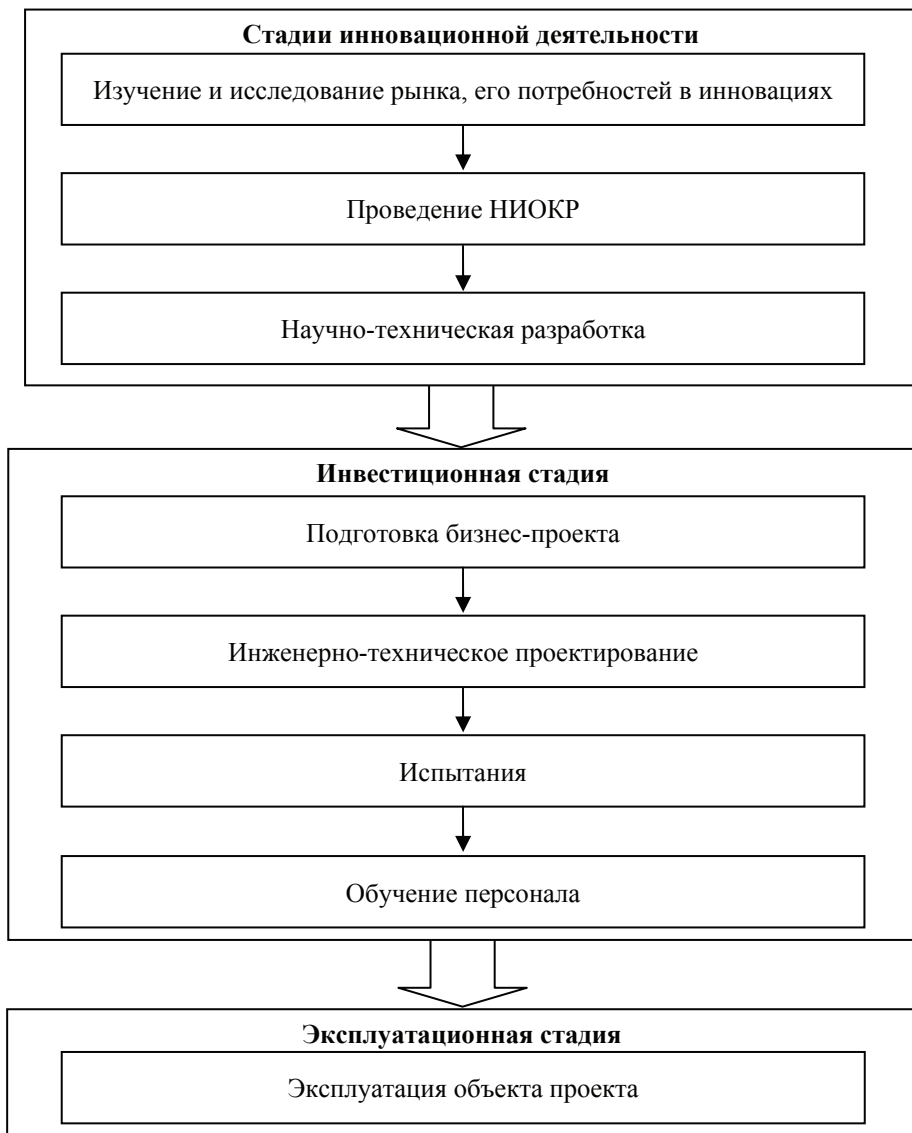 Стадии инновационной деятельности
Изучение и исследование рынка, его потребностей в инновациях
Проведение НИОКР
Научно-техническая разработка
Инвестиционная стадия
Подготовка бизнес-проекта
Инженерно-техническое проектирование
Испытания
Обучение персонала
Эксплуатационная стадия
Эксплуатация объекта проекта